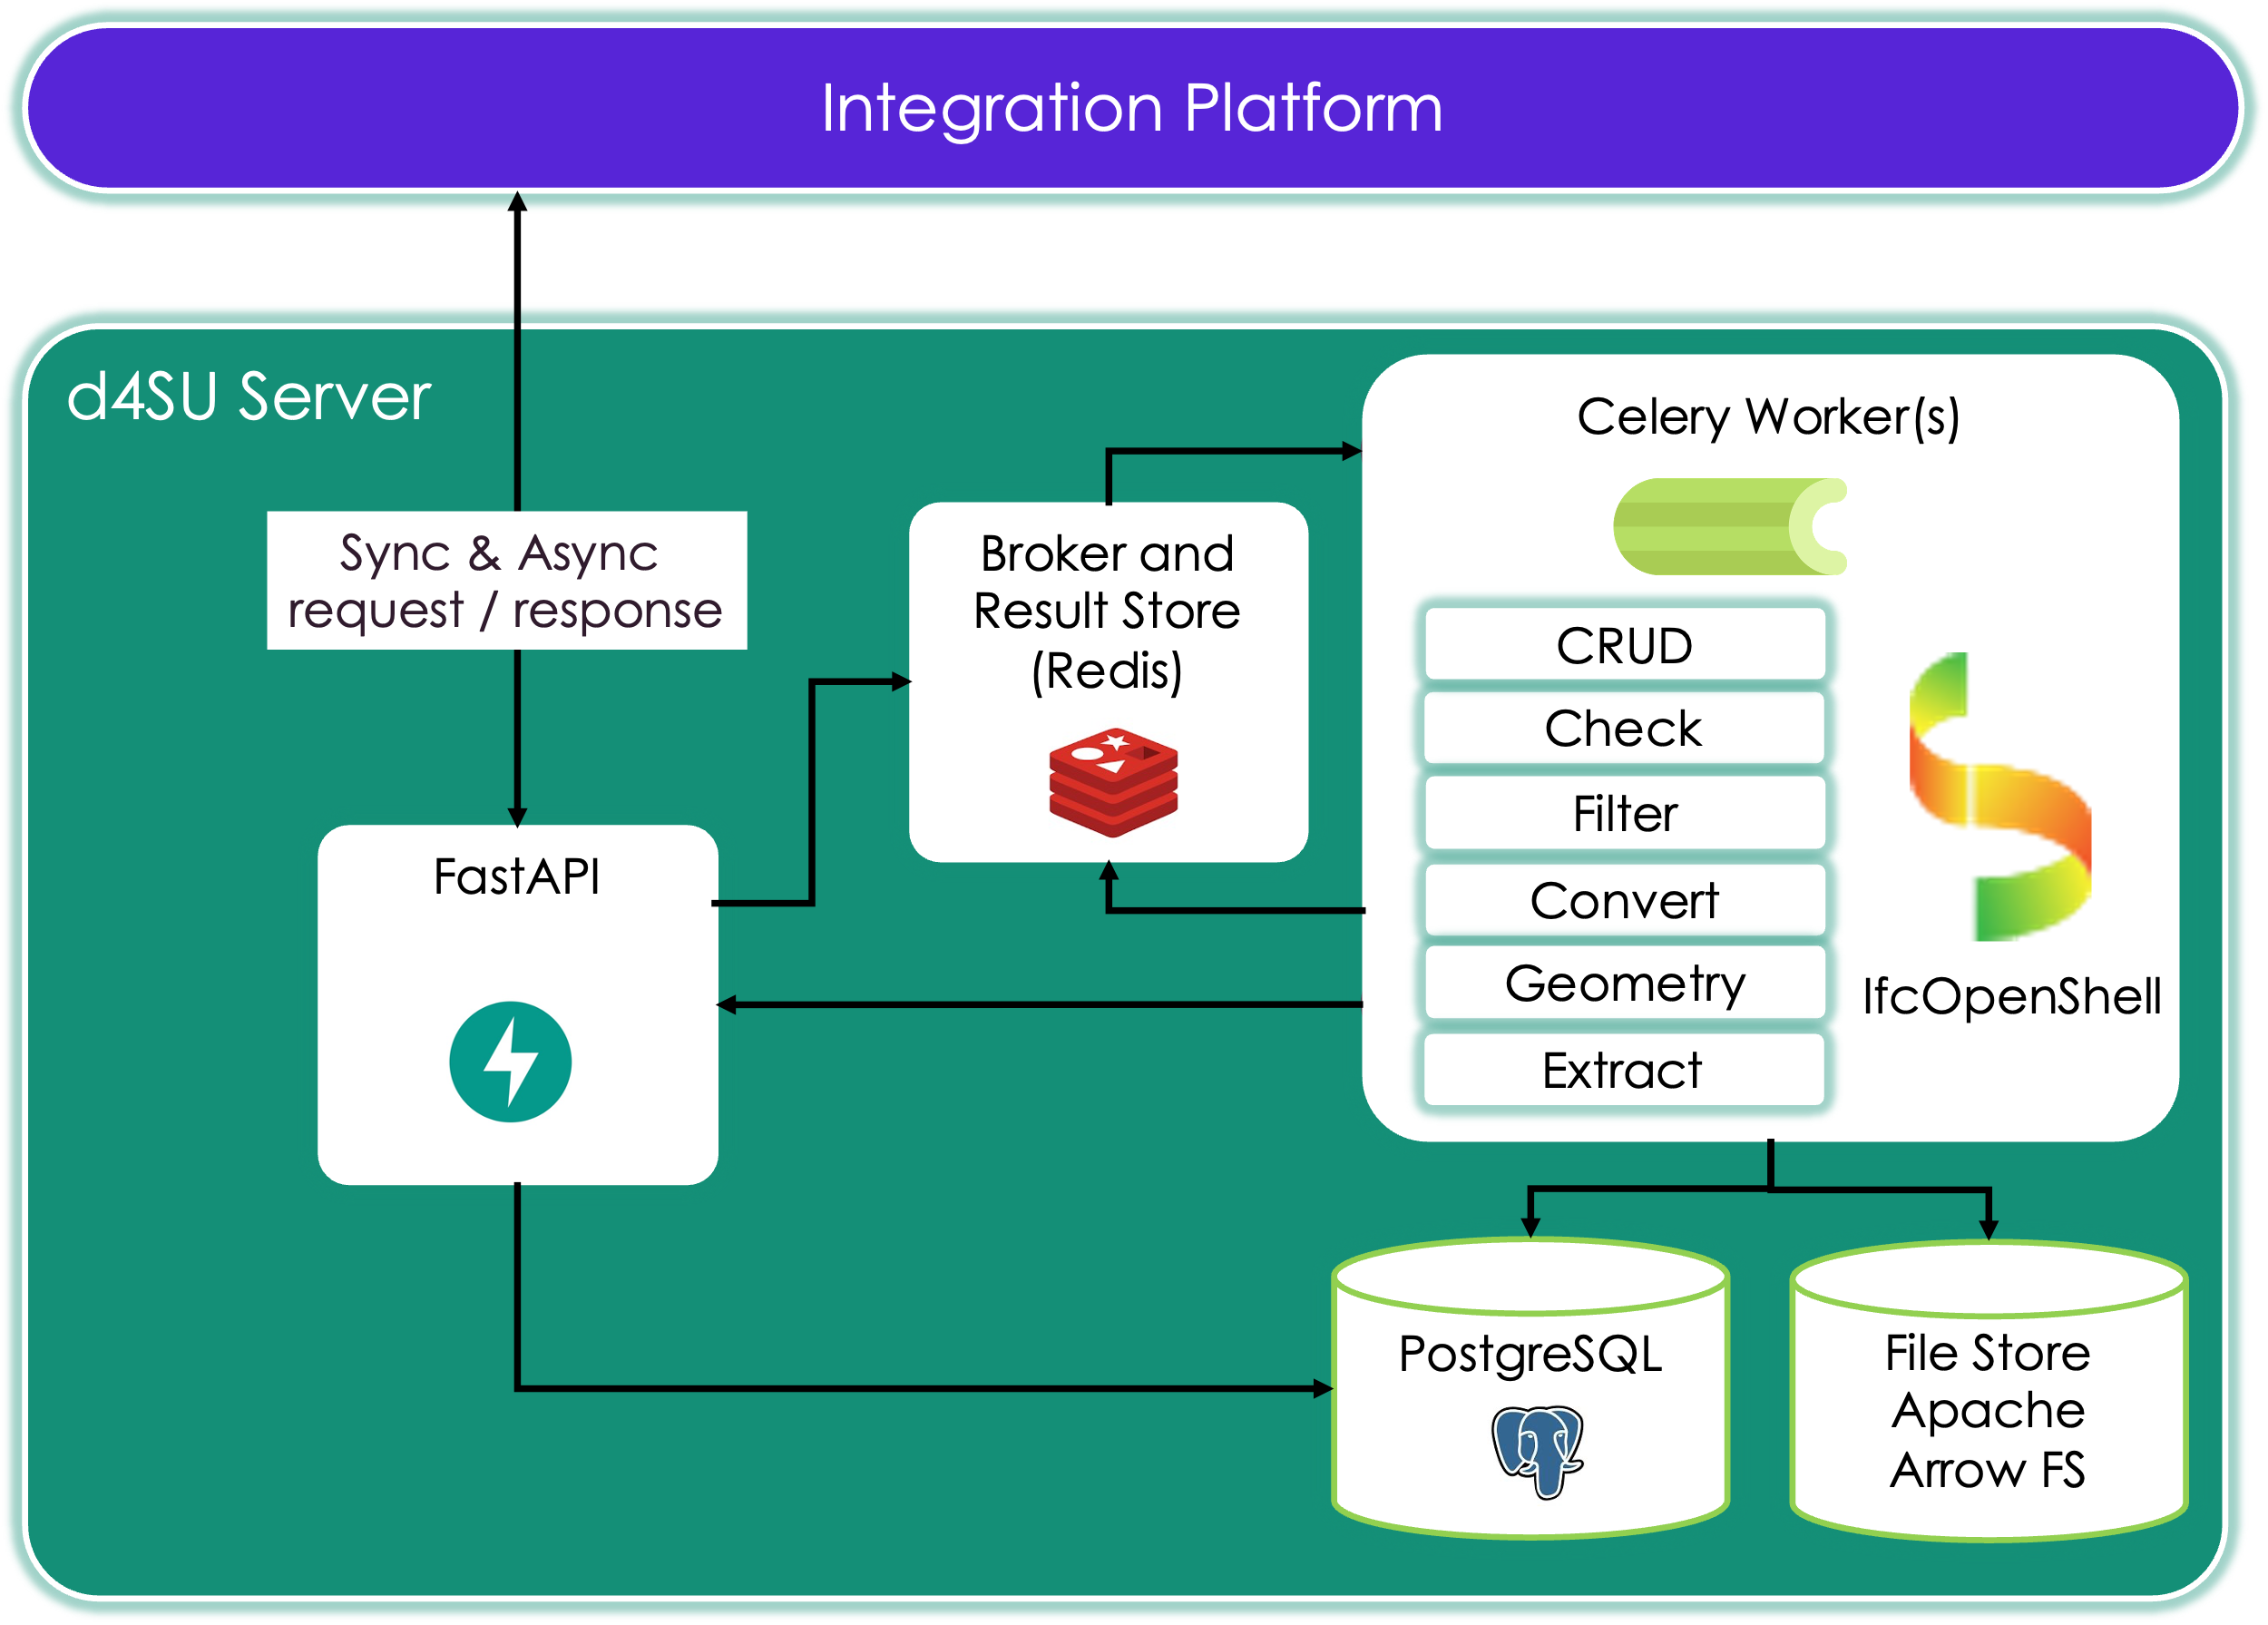 Integration Platform
d4SU Server
Sync & Async
request / response
FastAPI
Broker and
Result Store
(Redis)
Celery Worker(s)
CRUD
Check
Filter
Convert
Geometry
Extract
IfcOpenShell
PostgreSQL
File Store
Apache
Arrow FS